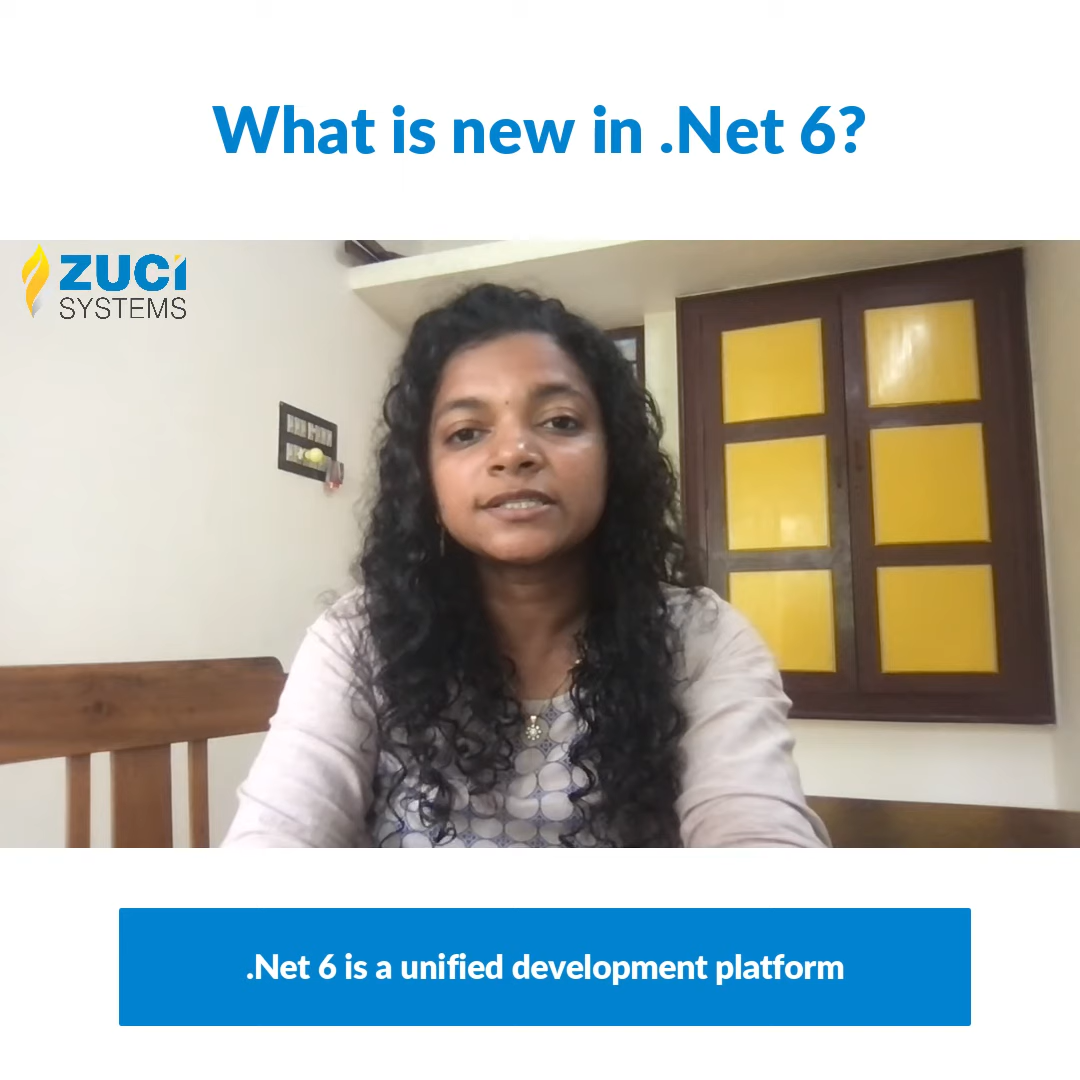 What is new in .Net 6?
ZUCI
SYSTEMS
.Net 6 is a unified development platform